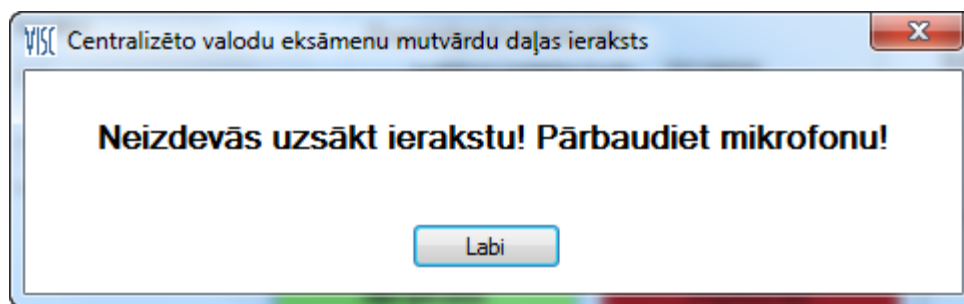 VISC Centralizēto valodu eksāmenu mutvārdu daļas ieraksts
Neizdevās uzsākt ierakstu! Pārbaudiet mikrofonu!
Labi